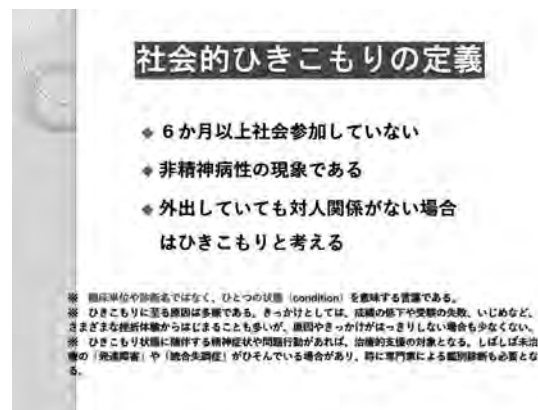 社会的ひきこもりの定義
❖ 6か月以上社会参加していない
❖ 非精神病性の現象である
❖ 外出していても対人関係がない場合
はひきこもりと考える
※ 臨床単位や診断名ではなく、ひとつの状態（condition）を意味する言葉である。
※ ひきこもりに至る原因は多様である。きっかけとしては、成績の低下や受験の失敗、いじめなど、
さまざまな挫折体験からはじまることも多いが、原因やきっかけがはっきりしない場合も少なくない。
※ ひきこもり状態に随伴する精神症状や問題行動があれば、治療的支援の対象となる。しばしば未治
療の「発達障害」や「統合失調症」がひそんでいる場合があり、時に専門家による鑑別診断も必要とな
る。